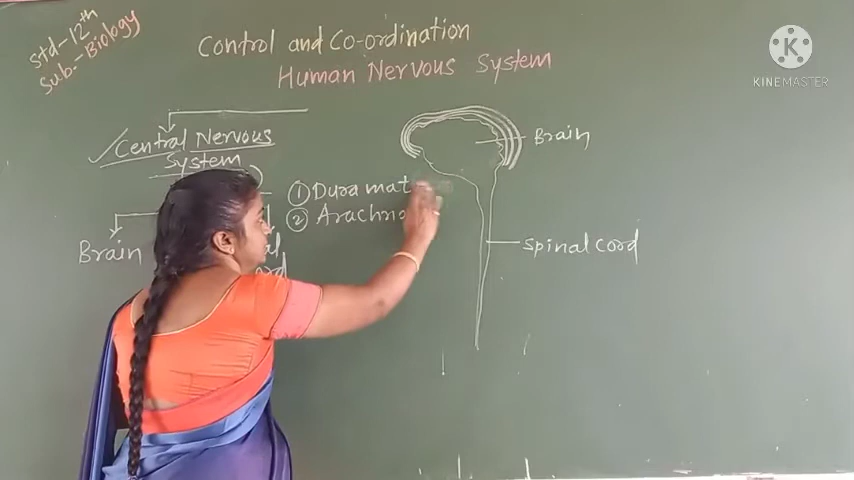 Std-12th
Sub.-Biology
Control and Co-ordination
Human Nervous System
Central Nervous
System
① Dura mat
② Arachno
Brain
Brain
Spinal Cord
KINEMASTER